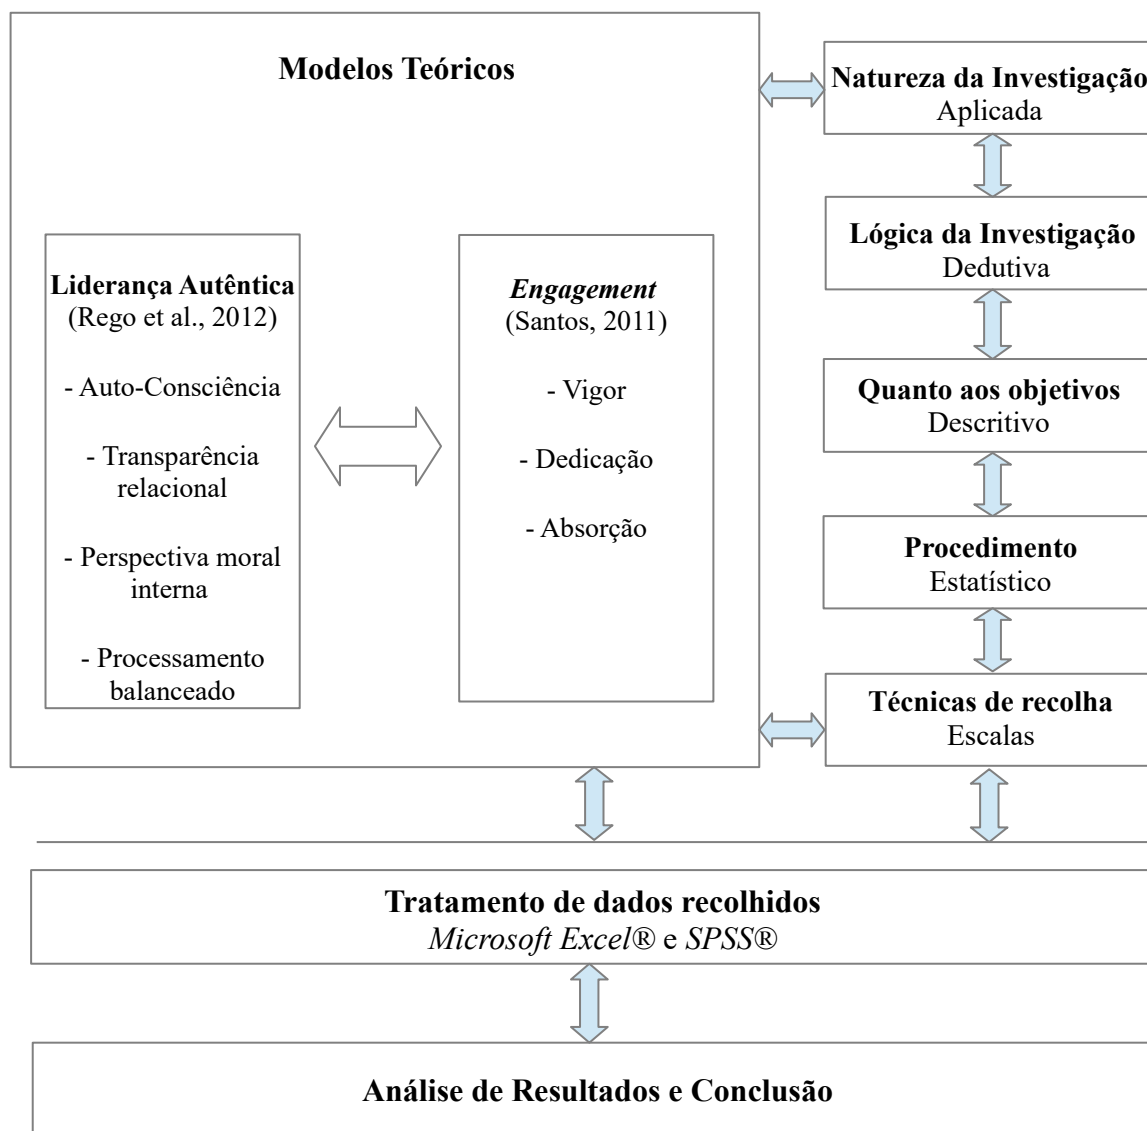 Modelos Teóricos
Liderança Autêntica
(Rego et al., 2012)
- Auto-Consciência
- Transparência
relacional
- Perspectiva moral
interna
- Processamento
balanceado
Engagement
(Santos, 2011)
- Vigor
- Dedicação
- Absorção
Natureza da Investigação
Aplicada
Lógica da Investigação
Dedutiva
Quanto aos objetivos
Descritivo
Procedimento
Estatístico
Técnicas de recolha
Escalas
Tratamento de dados recolhidos
Microsoft Excel® e SPSS®
Análise de Resultados e Conclusão